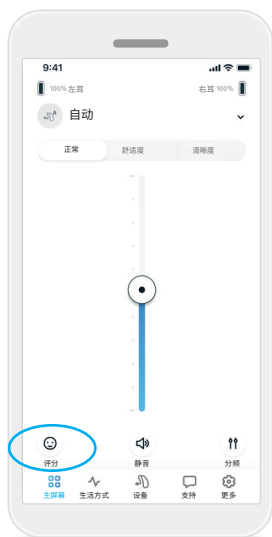 9:41
100% 左耳 右耳 100%
自动
正常 舒适度 清晰度
评分 静音 分频
主屏幕 生活方式 设备 支持 更多